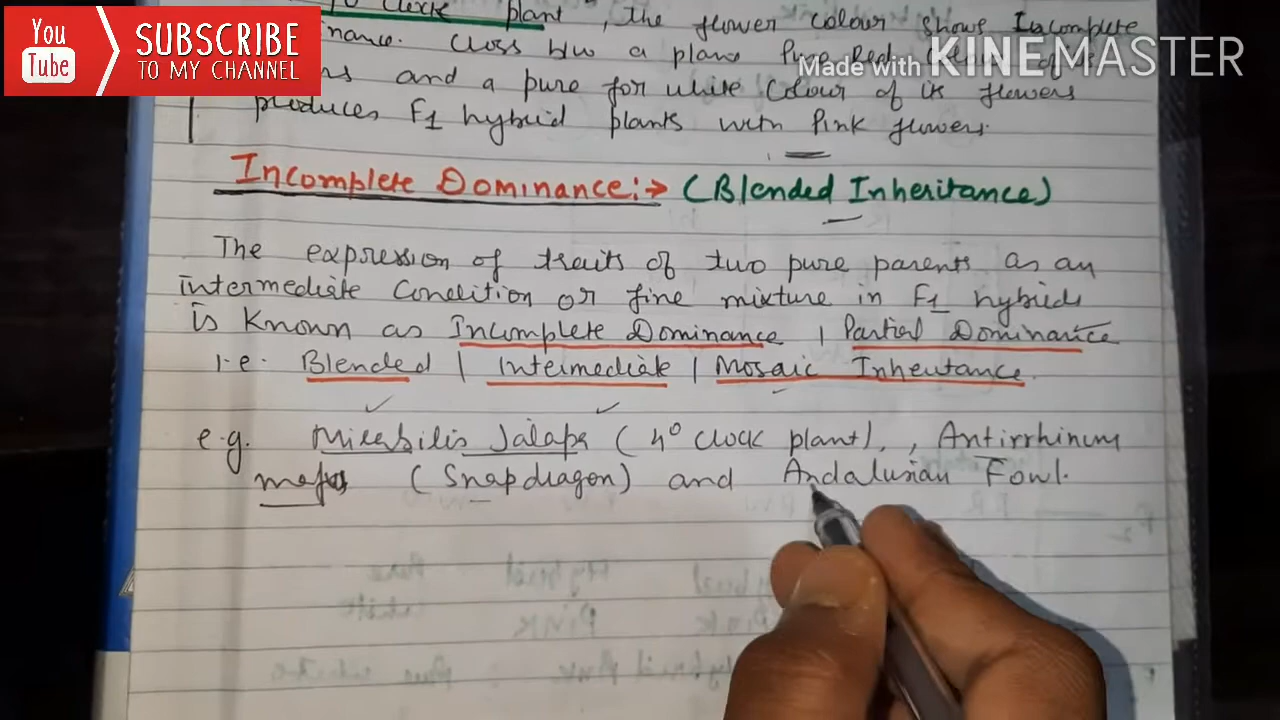 You Tube
SUBSCRIBE
TO MY CHANNEL
Made with KINEMASTER
plant", the flower colour shows Incomplete
nance. Cross b/w a plant Pure Red
and a pure for white Colour of its flowers
produces F1 hybrid plants with Pink flowers.
Incomplete Dominance:→ (Blended Inheritance)
The expression of traits of two pure parents as an
intermediate Condition or fine mixture in F1 hybrids
is known as Incomplete Dominance | Partial Dominance
i.e. Blended | Intermediate | Mosaic Inheritance.
e.g. Mirabilis Jalapa (4° Clock plant), , Antirrhinum
majus (Snapdragon) and Andalusian Fowl.